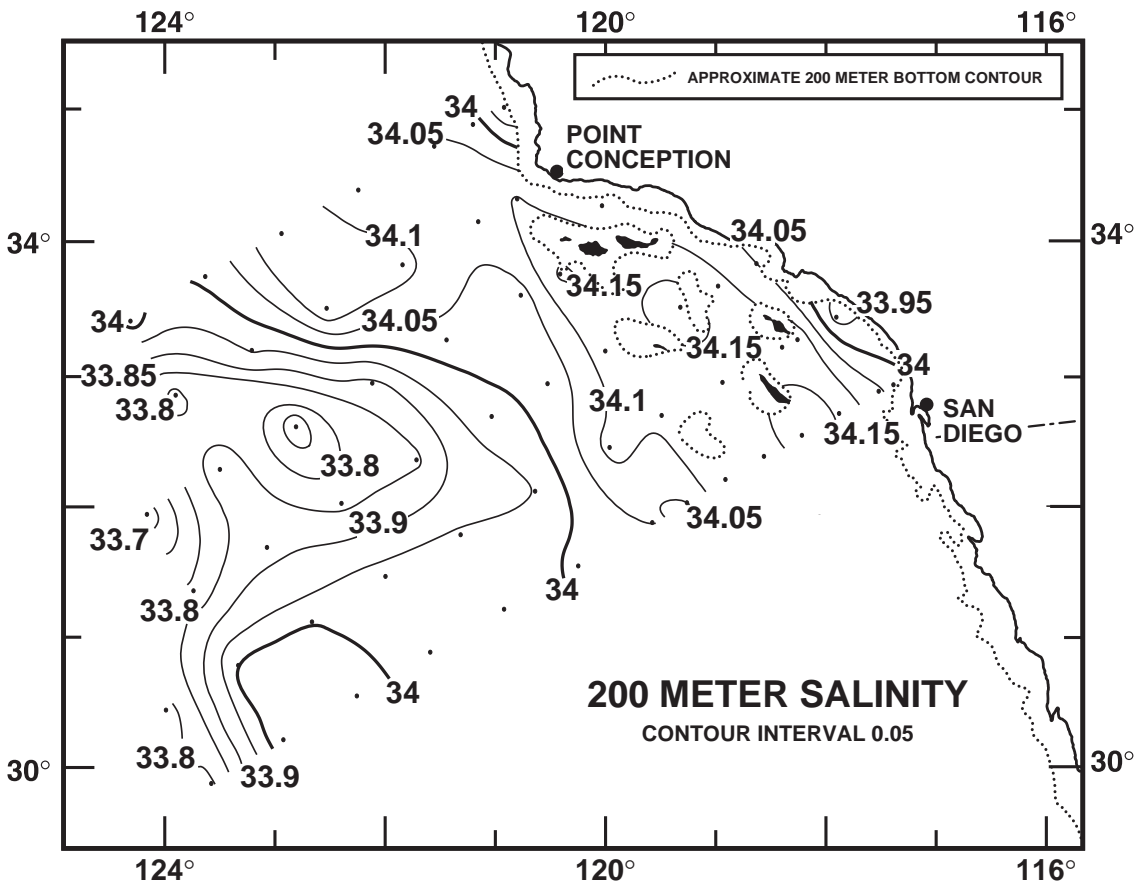 124° 120° 116°
APPROXIMATE 200 METER BOTTOM CONTOUR
34
34.05
POINT
CONCEPTION
34.05
34.1
34° 34°
34.15
33.95
34 34.05
34.15
34
33.85
33.8
34.1
SAN
DIEGO
34.15
33.8
34.05
33.9
33.7
34
33.8
34
200 METER SALINITY
CONTOUR INTERVAL 0.05
33.8
33.9
30° 30°
124° 120° 116°